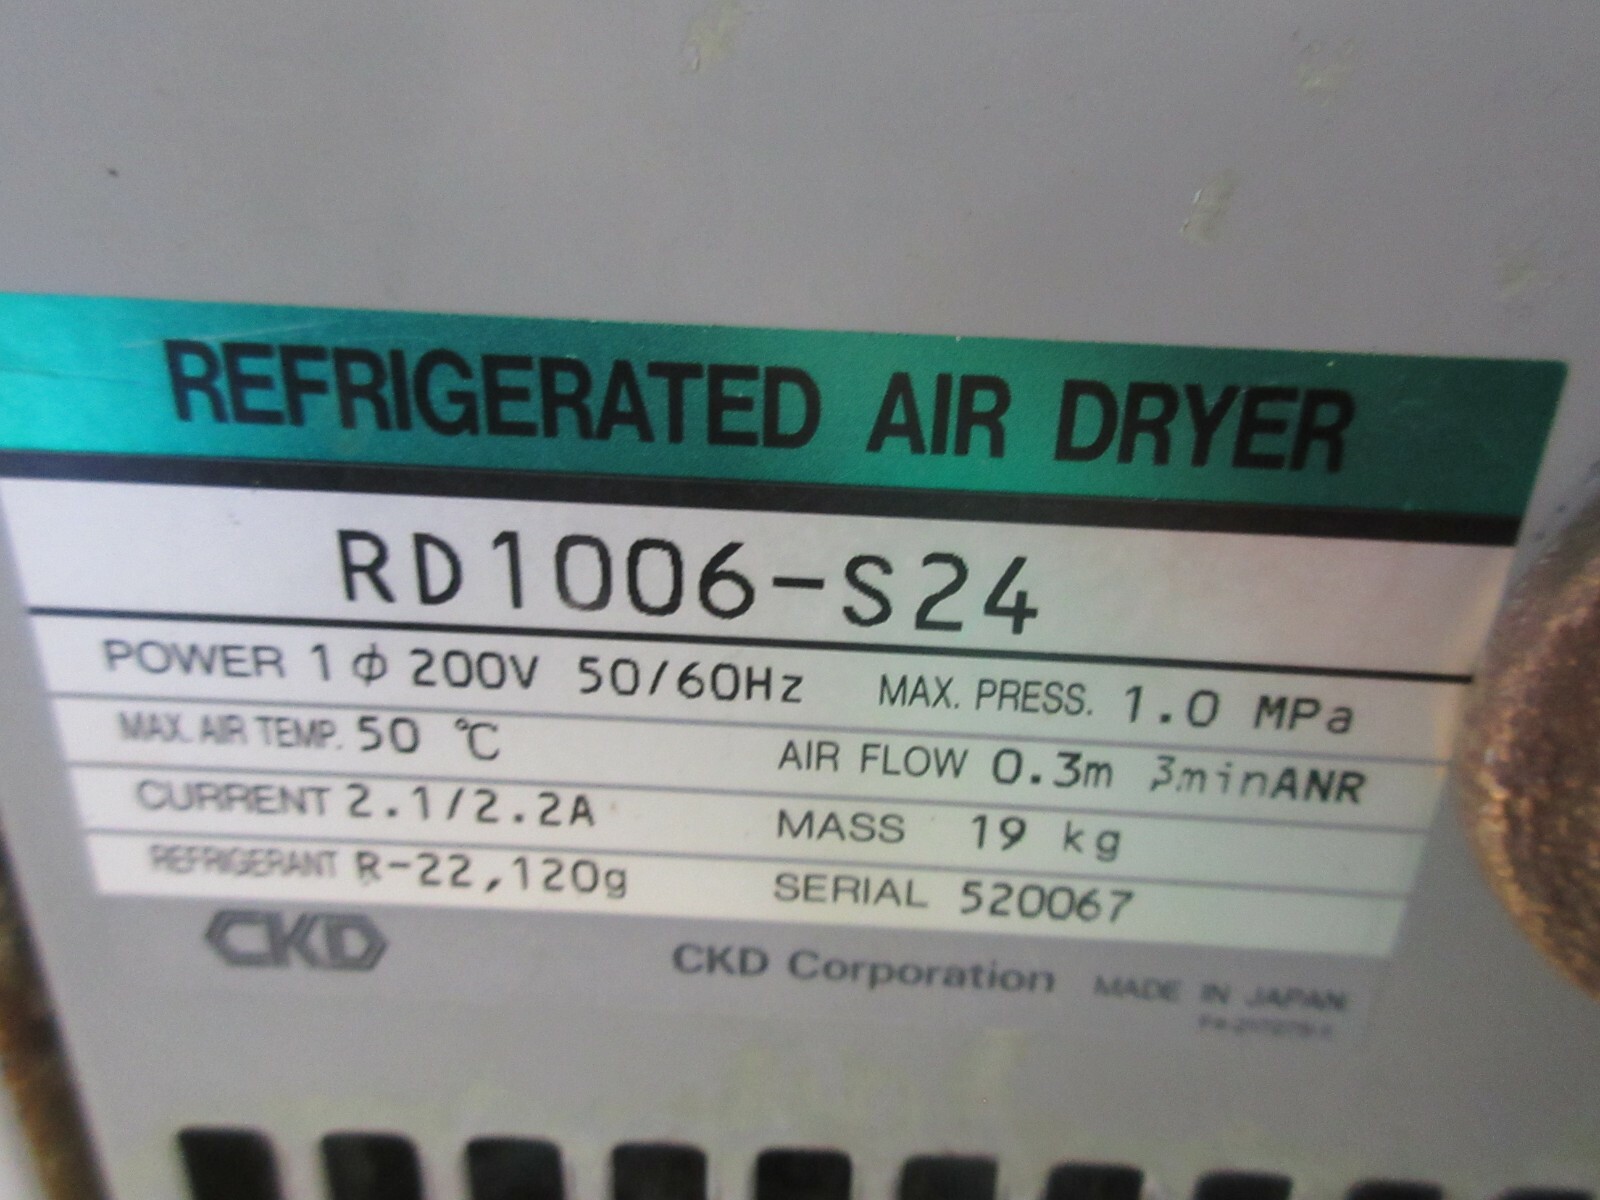 REFRIGERATED AIR DRYER
RD1006-S24
POWER 1 ϕ 200V 50/60Hz MAX. PRESS. 1.0 MPa
MAX. AIR TEMP. 50 ℃ AIR FLOW 0.3m 3minANR
CURRENT 2.1/2.2A MASS 19 kg
REFRIGERANT R-22,120g SERIAL 520067
CKD CKD Corporation MADE IN JAPAN